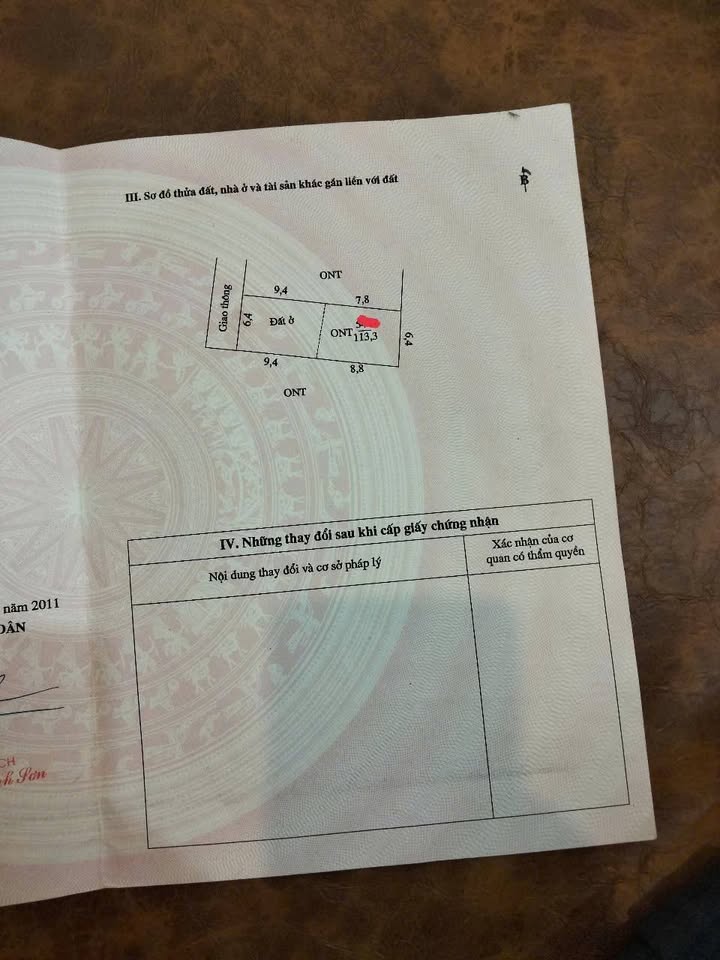 III. Sơ đồ thửa đất, nhà ở và tài sản khác gắn liền với đất
B
ONT
9,4
7,8
Giao thông
6,4
Đất ở
ONT
113,3
6,4
9,4
8,8
ONT
IV. Những thay đổi sau khi cấp giấy chứng nhận
Nội dung thay đổi và cơ sở pháp lý
Xác nhận của cơ
quan có thẩm quyền
năm 2011
DÂN
CH
Sơn